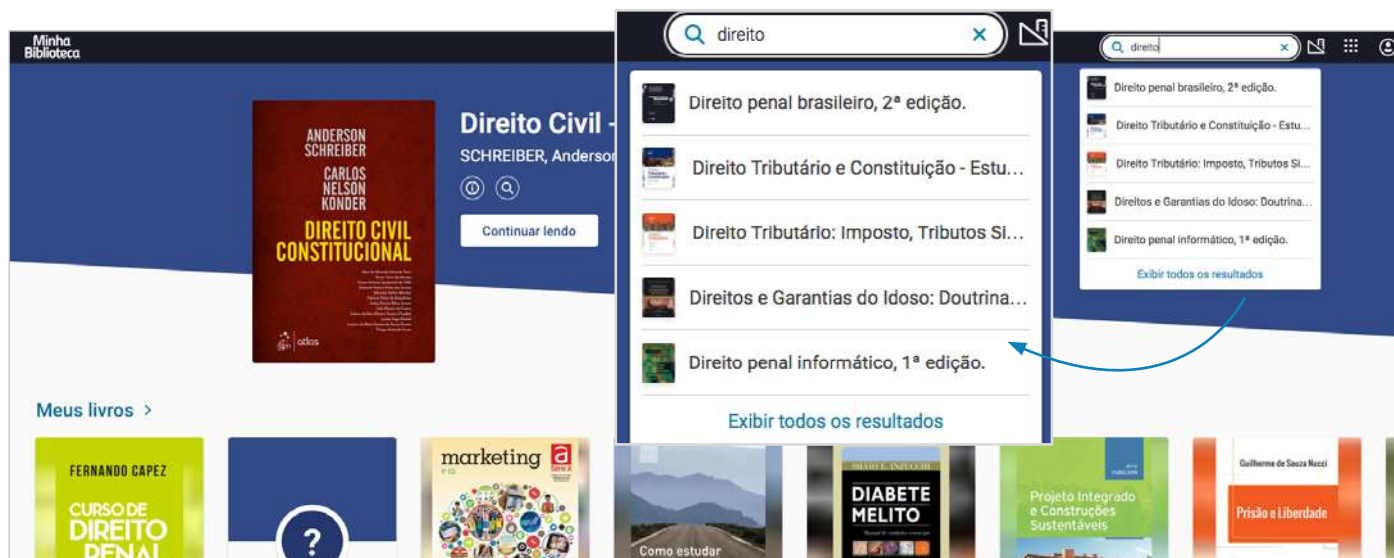 Minha
Biblioteca
ANDERSON
SCHREIBER
CARLOS
NELSON
KONDER
DIREITO CIVIL
CONSTITUCIONAL
atlas
Direito Civil -
SCHREIBER, Anderson
Continuar lendo
direito
Direito penal brasileiro, 2ª edição.
Direito Tributário e Constituição - Estu...
Direito Tributário: Imposto, Tributos Si...
Direitos e Garantias do Idoso: Doutrina...
Direito penal informático, 1ª edição.
Exibir todos os resultados
direito
Direito penal brasileiro, 2ª edição.
Direito Tributário e Constituição - Estu...
Direito Tributário: Imposto, Tributos Si...
Direitos e Garantias do Idoso: Doutrina...
Direito penal informático, 1ª edição.
Exibir todos os resultados
Meus livros >
FERNANDO CAPEZ
CURSO DE
DIREITO
PENAL
?
marketing
a
Série A
Como estudar
DIABETE
MELITO
Projeto Integrado
e Construções
Sustentáveis
Guilherme de Souza Nucci
Prisão e Liberdade